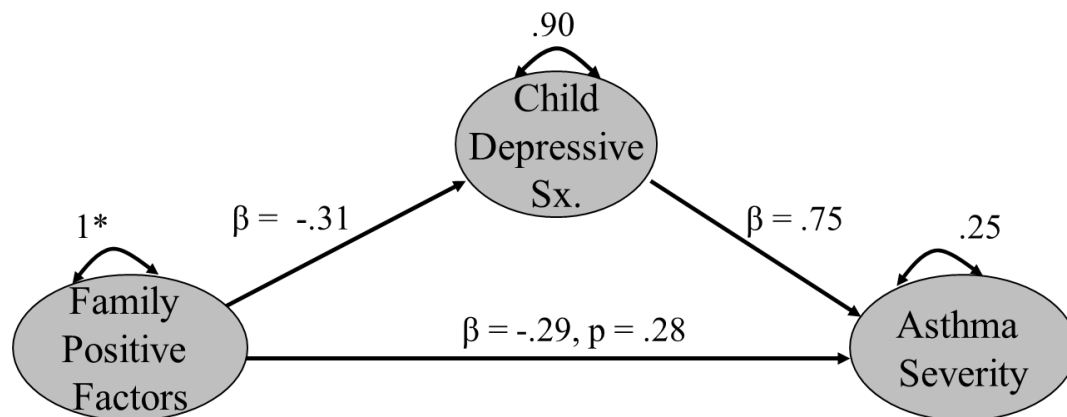 .90
Child
Depressive
Sx.
β =  -.31
β = .75
1*
.25
Family
Positive
Factors
β = -.29, p = .28
Asthma
Severity